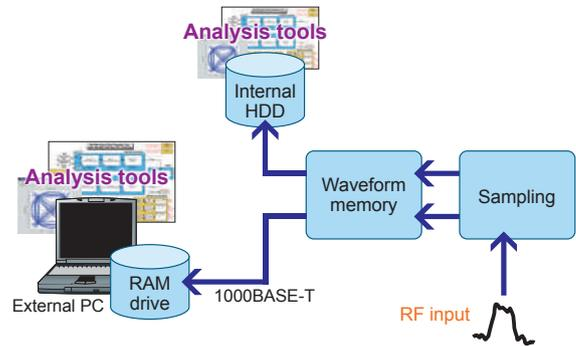 Analysis tools
Internal
HDD
Analysis tools
Waveform
memory
Sampling
RAM
drive
External PC
1000BASE-T
RF input